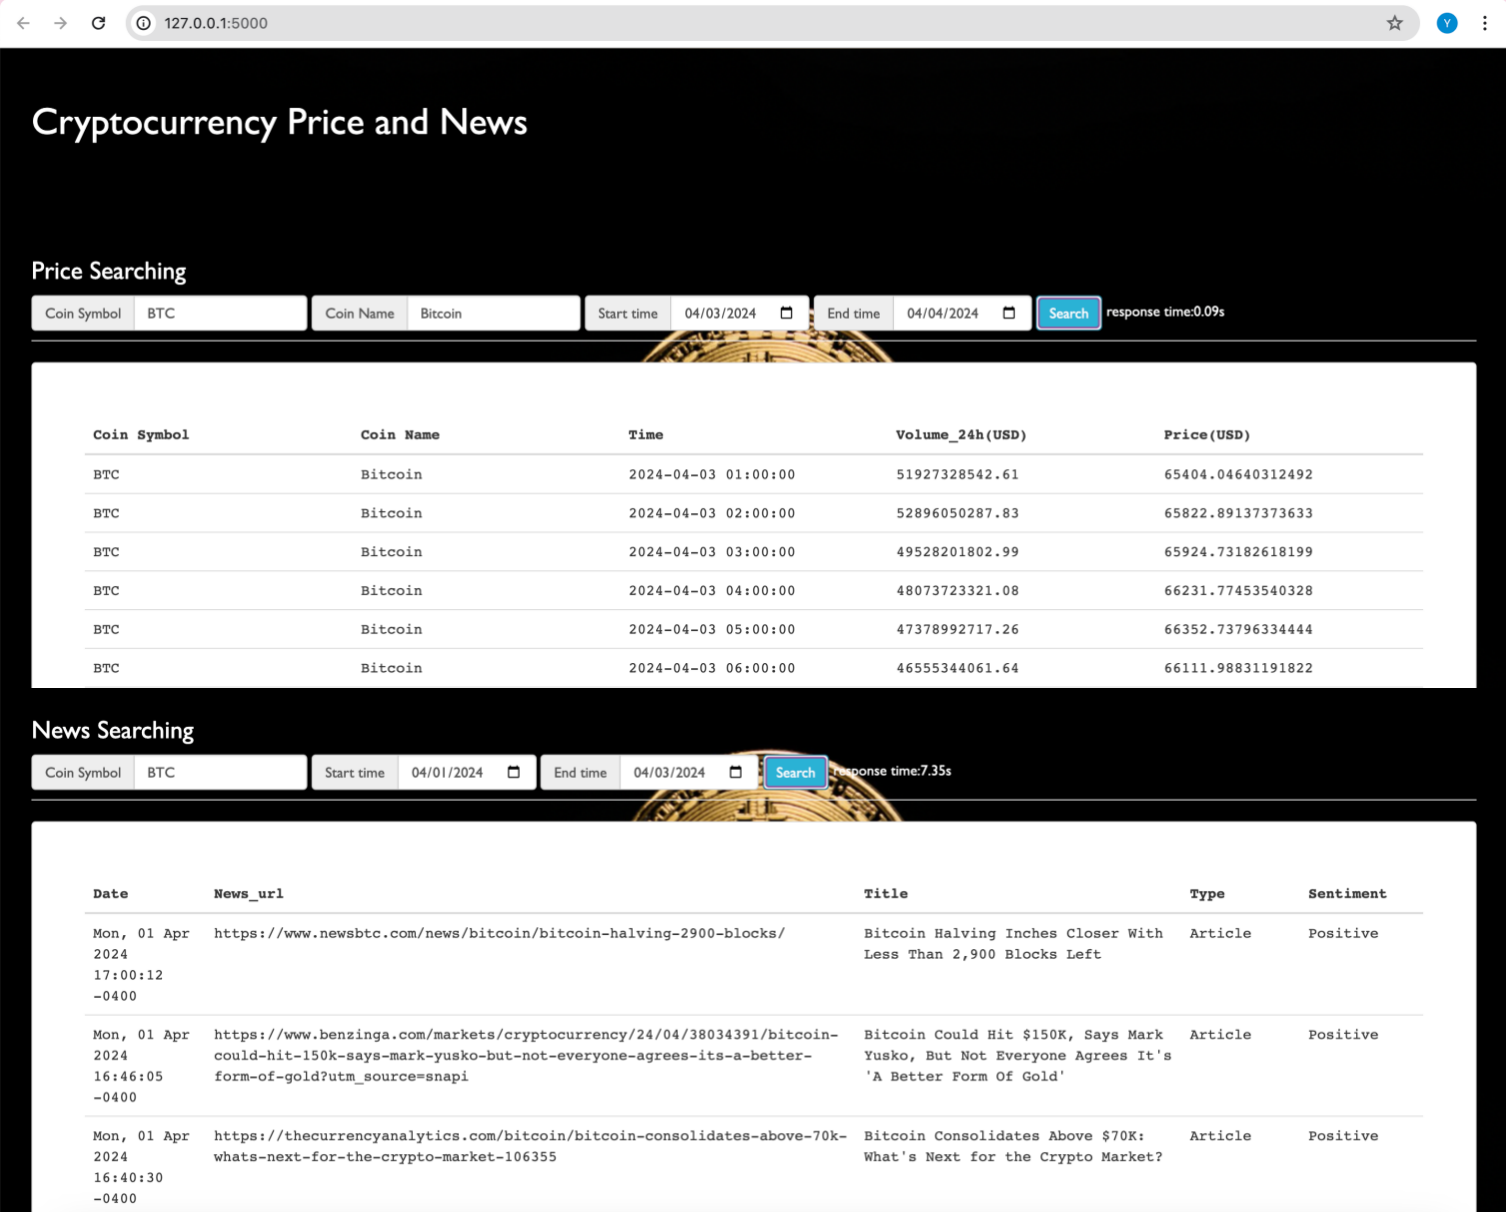 127.0.0.1:5000
Y
Cryptocurrency Price and News
Price Searching
Coin Symbol BTC Coin Name Bitcoin Start time 04/03/2024 End time 04/04/2024 Search response time:0.09s
Coin Symbol Coin Name Time Volume_24h(USD) Price(USD)
BTC Bitcoin 2024-04-03 01:00:00 51927328542.61 65404.04640312492
BTC Bitcoin 2024-04-03 02:00:00 52896050287.83 65822.89137373633
BTC Bitcoin 2024-04-03 03:00:00 49528201802.99 65924.73182618199
BTC Bitcoin 2024-04-03 04:00:00 48073723321.08 66231.77453540328
BTC Bitcoin 2024-04-03 05:00:00 47378992717.26 66352.73796334444
BTC Bitcoin 2024-04-03 06:00:00 46555344061.64 66111.98831191822
News Searching
Coin Symbol BTC Start time 04/01/2024 End time 04/03/2024 Search response time:7.35s
Date News_url Title Type Sentiment
Mon, 01 Apr https://www.newsbtc.com/news/bitcoin/bitcoin-halving-2900-blocks/ Bitcoin Halving Inches Closer With Article Positive
2024 Less Than 2,900 Blocks Left
17:00:12
-0400
Mon, 01 Apr https://www.benzinga.com/markets/cryptocurrency/24/04/38034391/bitcoin- Bitcoin Could Hit $150K, Says Mark Article Positive
2024 could-hit-150k-says-mark-yusko-but-not-everyone-agrees-its-a-better- Yusko, But Not Everyone Agrees It's
16:46:05 form-of-gold?utm_source=snapi 'A Better Form Of Gold'
-0400
Mon, 01 Apr https://thecurrencyanalytics.com/bitcoin/bitcoin-consolidates-above-70k- Bitcoin Consolidates Above $70K: Article Positive
2024 whats-next-for-the-crypto-market-106355 What's Next for the Crypto Market?
16:40:30
-0400